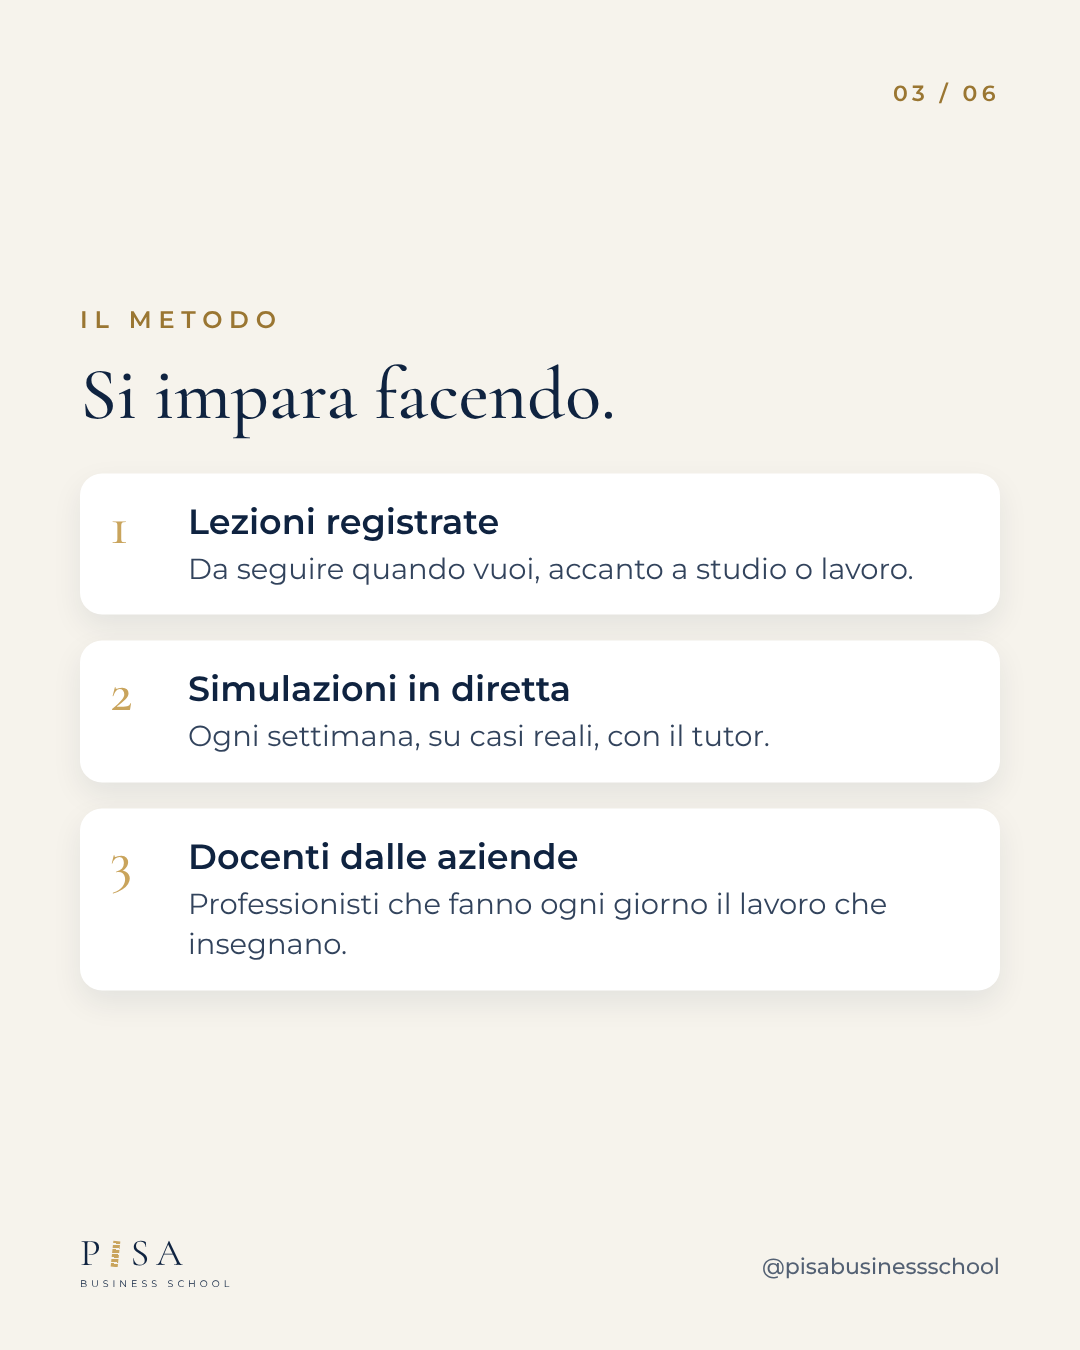 03 / 06
IL METODO
Si impara facendo.
1
Lezioni registrate
Da seguire quando vuoi, accanto a studio o lavoro.
2
Simulazioni in diretta
Ogni settimana, su casi reali, con il tutor.
3
Docenti dalle aziende
Professionisti che fanno ogni giorno il lavoro che
insegnano.
PISA
BUSINESS SCHOOL
@pisabusinessschool